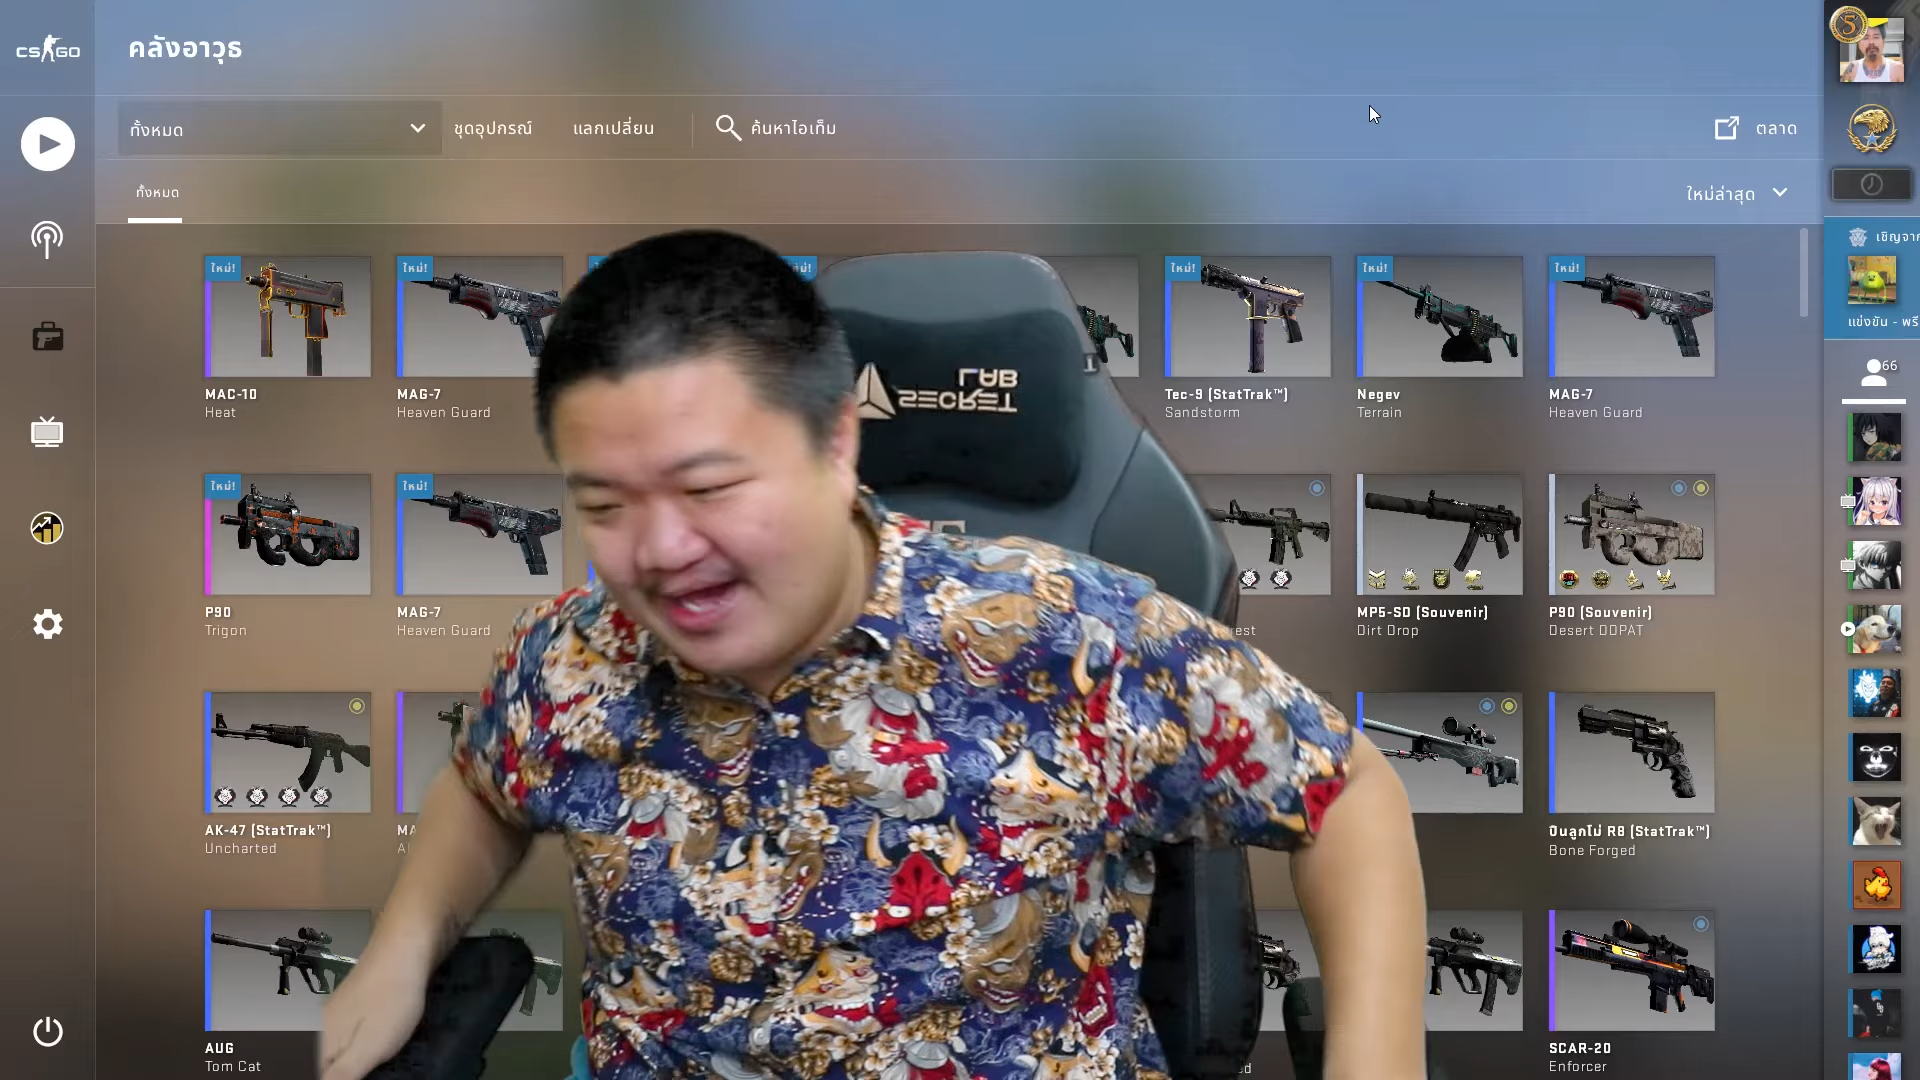 CS GO
คลังอาวุธ
ทั้งหมด
ชุดอุปกรณ์
แลกเปลี่ยน
ค้นหาไอเท็ม
ตลาด
ทั้งหมด
ใหม่ล่าสุด
5
เชิญจาก
แข่งขัน - พรี
66
ใหม่!
ใหม่!
ใหม่!
ใหม่!
ใหม่!
MAC-10
Heat
MAG-7
Heaven Guard
Tec-9 (StatTrak™)
Sandstorm
Negev
Terrain
MAG-7
Heaven Guard
SECRET
LAB
ใหม่!
ใหม่!
P90
Trigon
MAG-7
Heaven Guard
rest
MP5-SD (Souvenir)
Dirt Drop
P90 (Souvenir)
Desert DDPAT
AK-47 (StatTrak™)
Uncharted
MA
ปืนลูกโม่ R8 (StatTrak™)
Bone Forged
AUG
Tom Cat
ed
SCAR-20
Enforcer